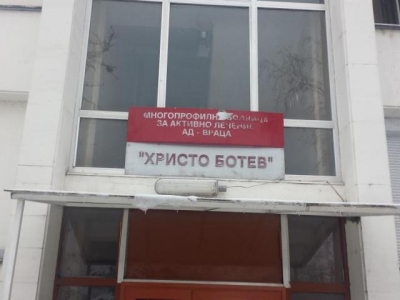 МНОГОПРОФИЛНА БОЛНИЦА
ЗА АКТИВНО ЛЕЧЕНИЕ
АД - ВРАЦА
"ХРИСТО БОТЕВ"